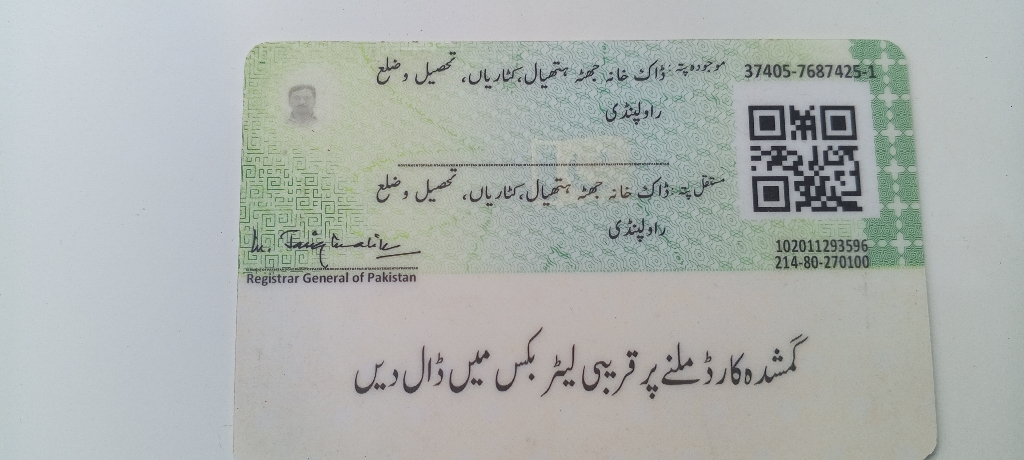 37405-7687425-1
موجودہ پتہ: ڈاک خانہ جھٹہ ہتھیال، کٹاریاں، تحصیل و ضلع
راولپنڈی
مستقل پتہ: ڈاک خانہ جھٹہ ہتھیال، کٹاریاں، تحصیل و ضلع
راولپنڈی
102011293596
214-80-270100
Registrar General of Pakistan
گمشدہ کارڈ ملنے پر قریبی لیٹر بکس میں ڈال دیں